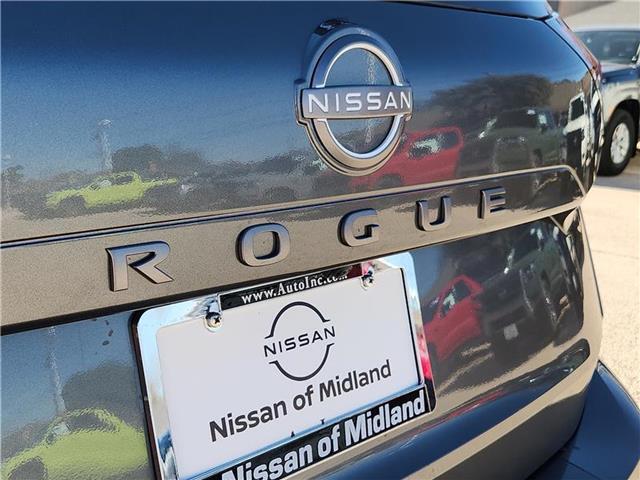 NISSAN
ROGUE
www.AutoInc.com
NISSAN
Nissan of Midland
Nissan of Midland